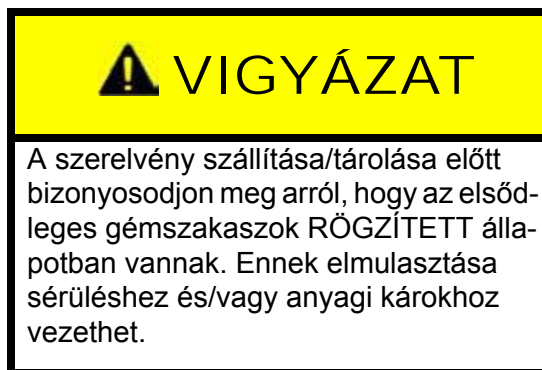 VIGYÁZAT
A szerelvény szállítása/tárolása előtt
bizonyosodjon meg arról, hogy az elsőd-
leges gémszakaszok RÖGZÍTETT álla-
potban vannak. Ennek elmulasztása
sérüléshez és/vagy anyagi károkhoz
vezethet.